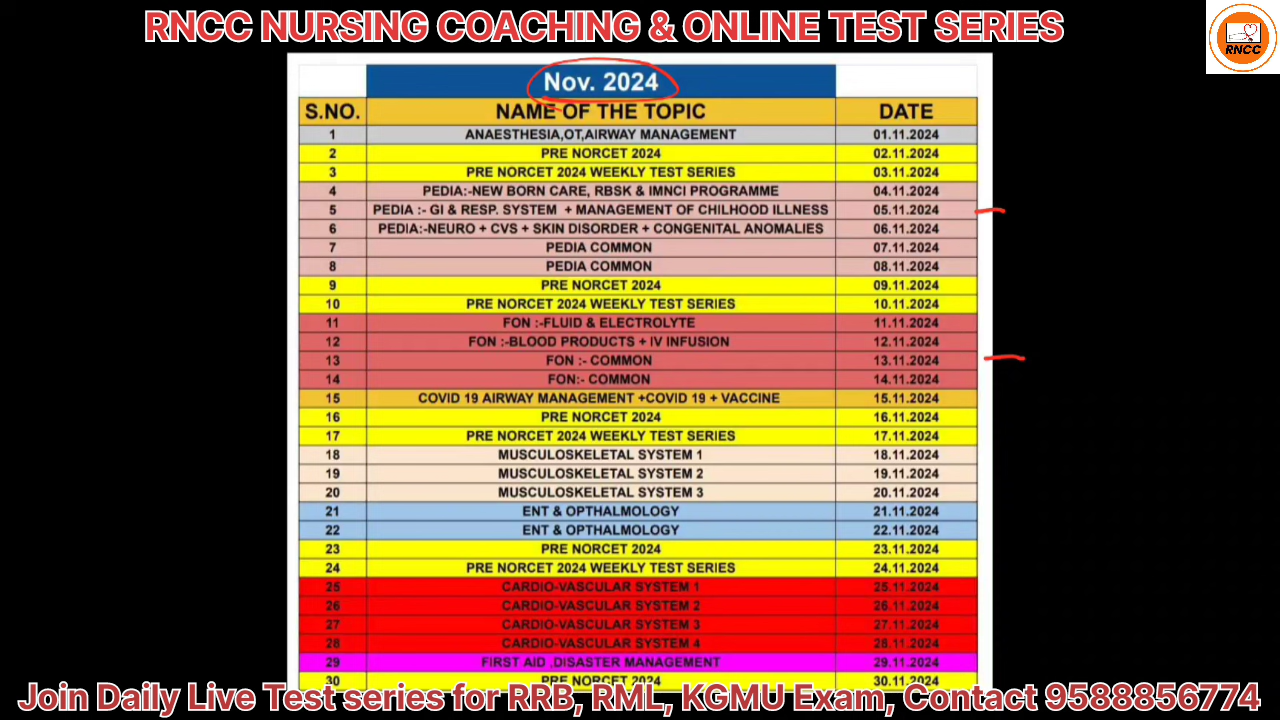 RNCC NURSING COACHING & ONLINE TEST SERIES
RNCC
Nov. 2024
S.NO. NAME OF THE TOPIC DATE
1 ANAESTHESIA,OT,AIRWAY MANAGEMENT 01.11.2024
2 PRE NORCET 2024 02.11.2024
3 PRE NORCET 2024 WEEKLY TEST SERIES 03.11.2024
4 PEDIA:-NEW BORN CARE, RBSK & IMNCI PROGRAMME 04.11.2024
5 PEDIA :- GI & RESP. SYSTEM + MANAGEMENT OF CHILHOOD ILLNESS 05.11.2024
6 PEDIA:-NEURO + CVS + SKIN DISORDER + CONGENITAL ANOMALIES 06.11.2024
7 PEDIA COMMON 07.11.2024
8 PEDIA COMMON 08.11.2024
9 PRE NORCET 2024 09.11.2024
10 PRE NORCET 2024 WEEKLY TEST SERIES 10.11.2024
11 FON :-FLUID & ELECTROLYTE 11.11.2024
12 FON :-BLOOD PRODUCTS + IV INFUSION 12.11.2024
13 FON :- COMMON 13.11.2024
14 FON:- COMMON 14.11.2024
15 COVID 19 AIRWAY MANAGEMENT +COVID 19 + VACCINE 15.11.2024
16 PRE NORCET 2024 16.11.2024
17 PRE NORCET 2024 WEEKLY TEST SERIES 17.11.2024
18 MUSCULOSKELETAL SYSTEM 1 18.11.2024
19 MUSCULOSKELETAL SYSTEM 2 19.11.2024
20 MUSCULOSKELETAL SYSTEM 3 20.11.2024
21 ENT & OPTHALMOLOGY 21.11.2024
22 ENT & OPTHALMOLOGY 22.11.2024
23 PRE NORCET 2024 23.11.2024
24 PRE NORCET 2024 WEEKLY TEST SERIES 24.11.2024
25 CARDIO-VASCULAR SYSTEM 1 25.11.2024
26 CARDIO-VASCULAR SYSTEM 2 26.11.2024
27 CARDIO-VASCULAR SYSTEM 3 27.11.2024
28 CARDIO-VASCULAR SYSTEM 4 28.11.2024
29 FIRST AID ,DISASTER MANAGEMENT 29.11.2024
30 PRE NORCET 2024 30.11.2024
Join Daily Live Test series for RRB, RML, KGMU Exam, Contact 9588856774